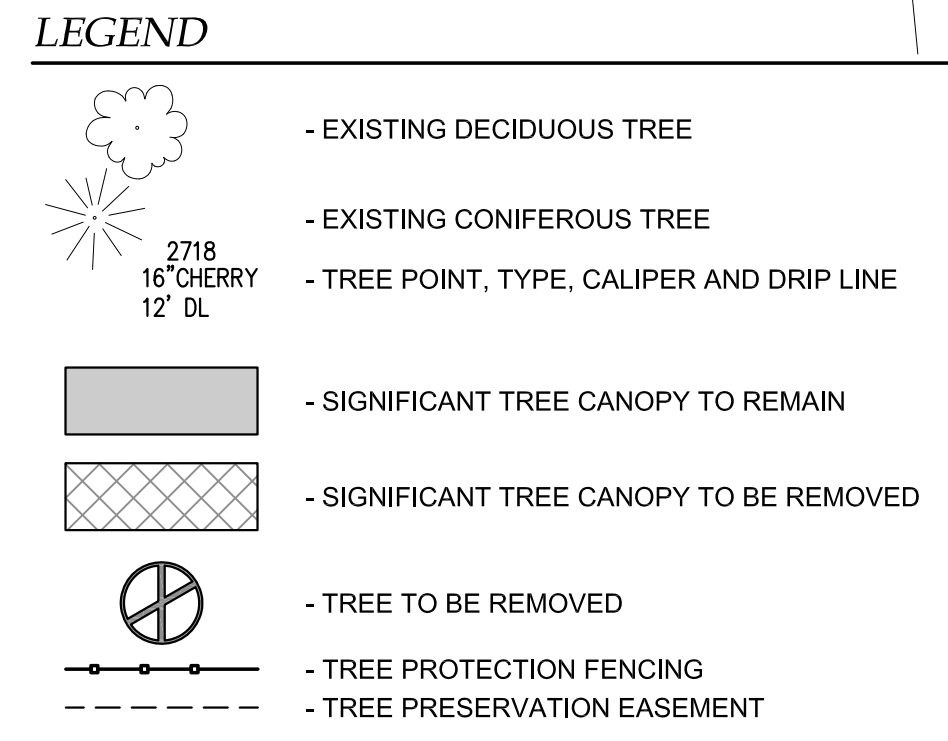 LEGEND
- EXISTING DECIDUOUS TREE
- EXISTING CONIFEROUS TREE
2718
16"CHERRY
12' DL
- TREE POINT, TYPE, CALIPER AND DRIP LINE
- SIGNIFICANT TREE CANOPY TO REMAIN
- SIGNIFICANT TREE CANOPY TO BE REMOVED
- TREE TO BE REMOVED
- TREE PROTECTION FENCING
- TREE PRESERVATION EASEMENT